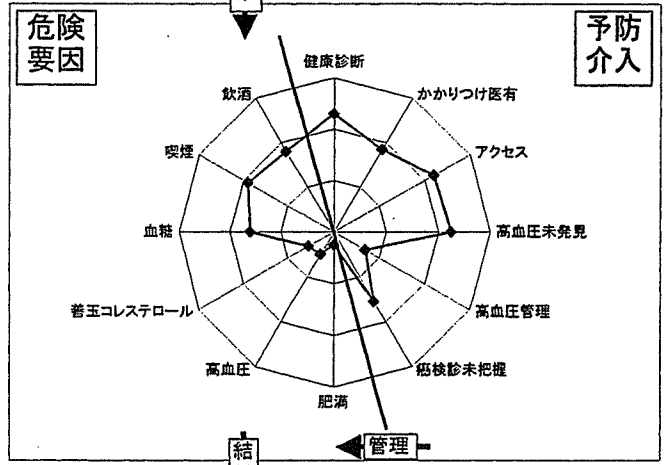 危険
要因
予防
介入
健康診断
かかりつけ医有
アクセス
高血圧未発見
高血圧管理
癌検診未把握
肥満
高血圧
善玉コレステロール
血糖
喫煙
飲酒
結
管理